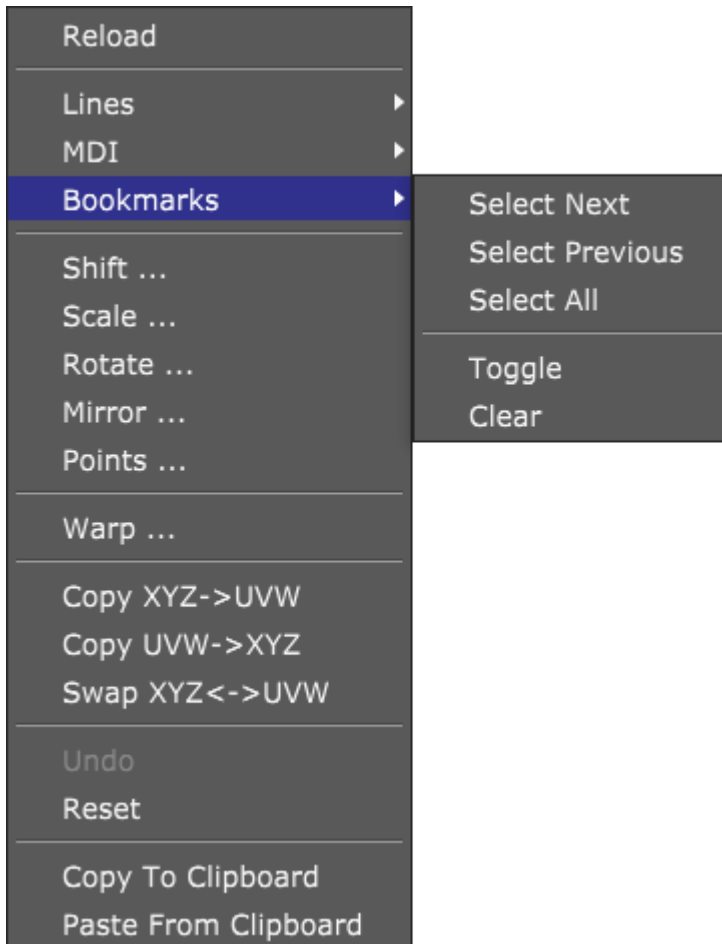 Reload
Lines
MDI
Bookmarks
Select Next
Select Previous
Select All
Toggle
Clear
Shift ...
Scale ...
Rotate ...
Mirror ...
Points ...
Warp ...
Copy XYZ->UVW
Copy UVW->XYZ
Swap XYZ<->UVW
Undo
Reset
Copy To Clipboard
Paste From Clipboard